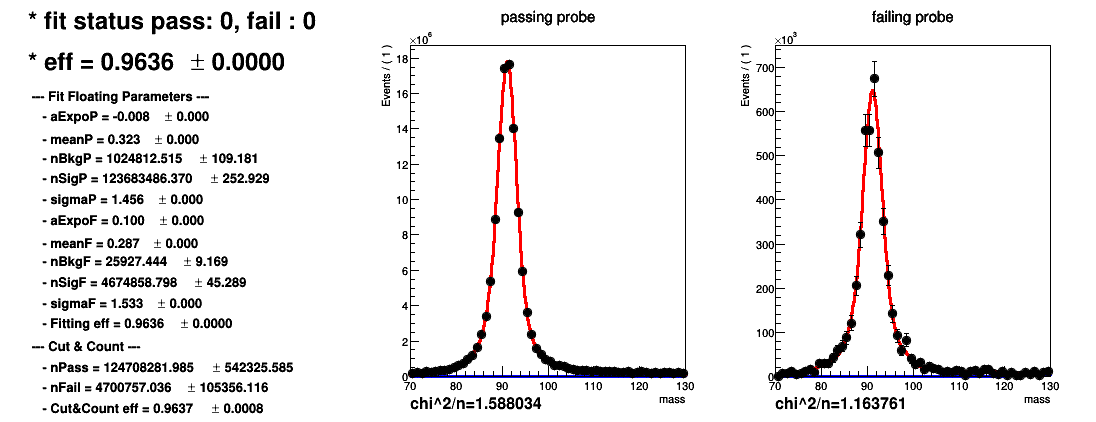 * fit status pass: 0, fail : 0
* eff = 0.9636 ± 0.0000
--- Fit Floating Parameters ---
- aExpoP = -0.008 ± 0.000
- meanP = 0.323 ± 0.000
- nBkgP = 1024812.515 ± 109.181
- nSigP = 123683486.370 ± 252.929
- sigmaP = 1.456 ± 0.000
- aExpoF = 0.100 ± 0.000
- meanF = 0.287 ± 0.000
- nBkgF = 25927.444 ± 9.169
- nSigF = 4674858.798 ± 45.289
- sigmaF = 1.533 ± 0.000
- Fitting eff = 0.9636 ± 0.0000
--- Cut & Count ---
- nPass = 124708281.985 ± 542325.585
- nFail = 4700757.036 ± 105356.116
- Cut&Count eff = 0.9637 ± 0.0008
passing probe
×10^6
Events / ( 1 )
18
16
14
12
10
8
6
4
2
0
70 80 90 100 110 120 130
mass
chi^2/n=1.588034
failing probe
×10^3
Events / ( 1 )
700
600
500
400
300
200
100
0
70 80 90 100 110 120 130
mass
chi^2/n=1.163761